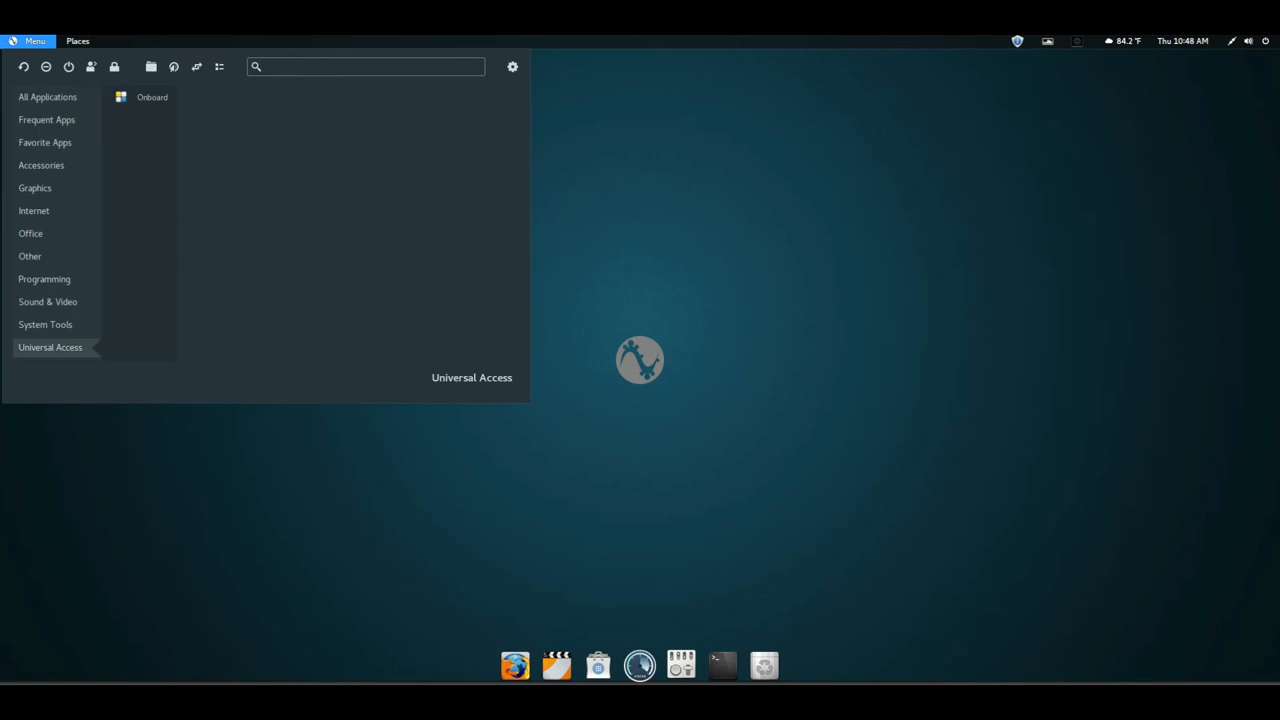 Menu Places 84.2 °F Thu 10:48 AM
All Applications
Onboard
Frequent Apps
Favorite Apps
Accessories
Graphics
Internet
Office
Other
Programming
Sound & Video
System Tools
Universal Access
Universal Access